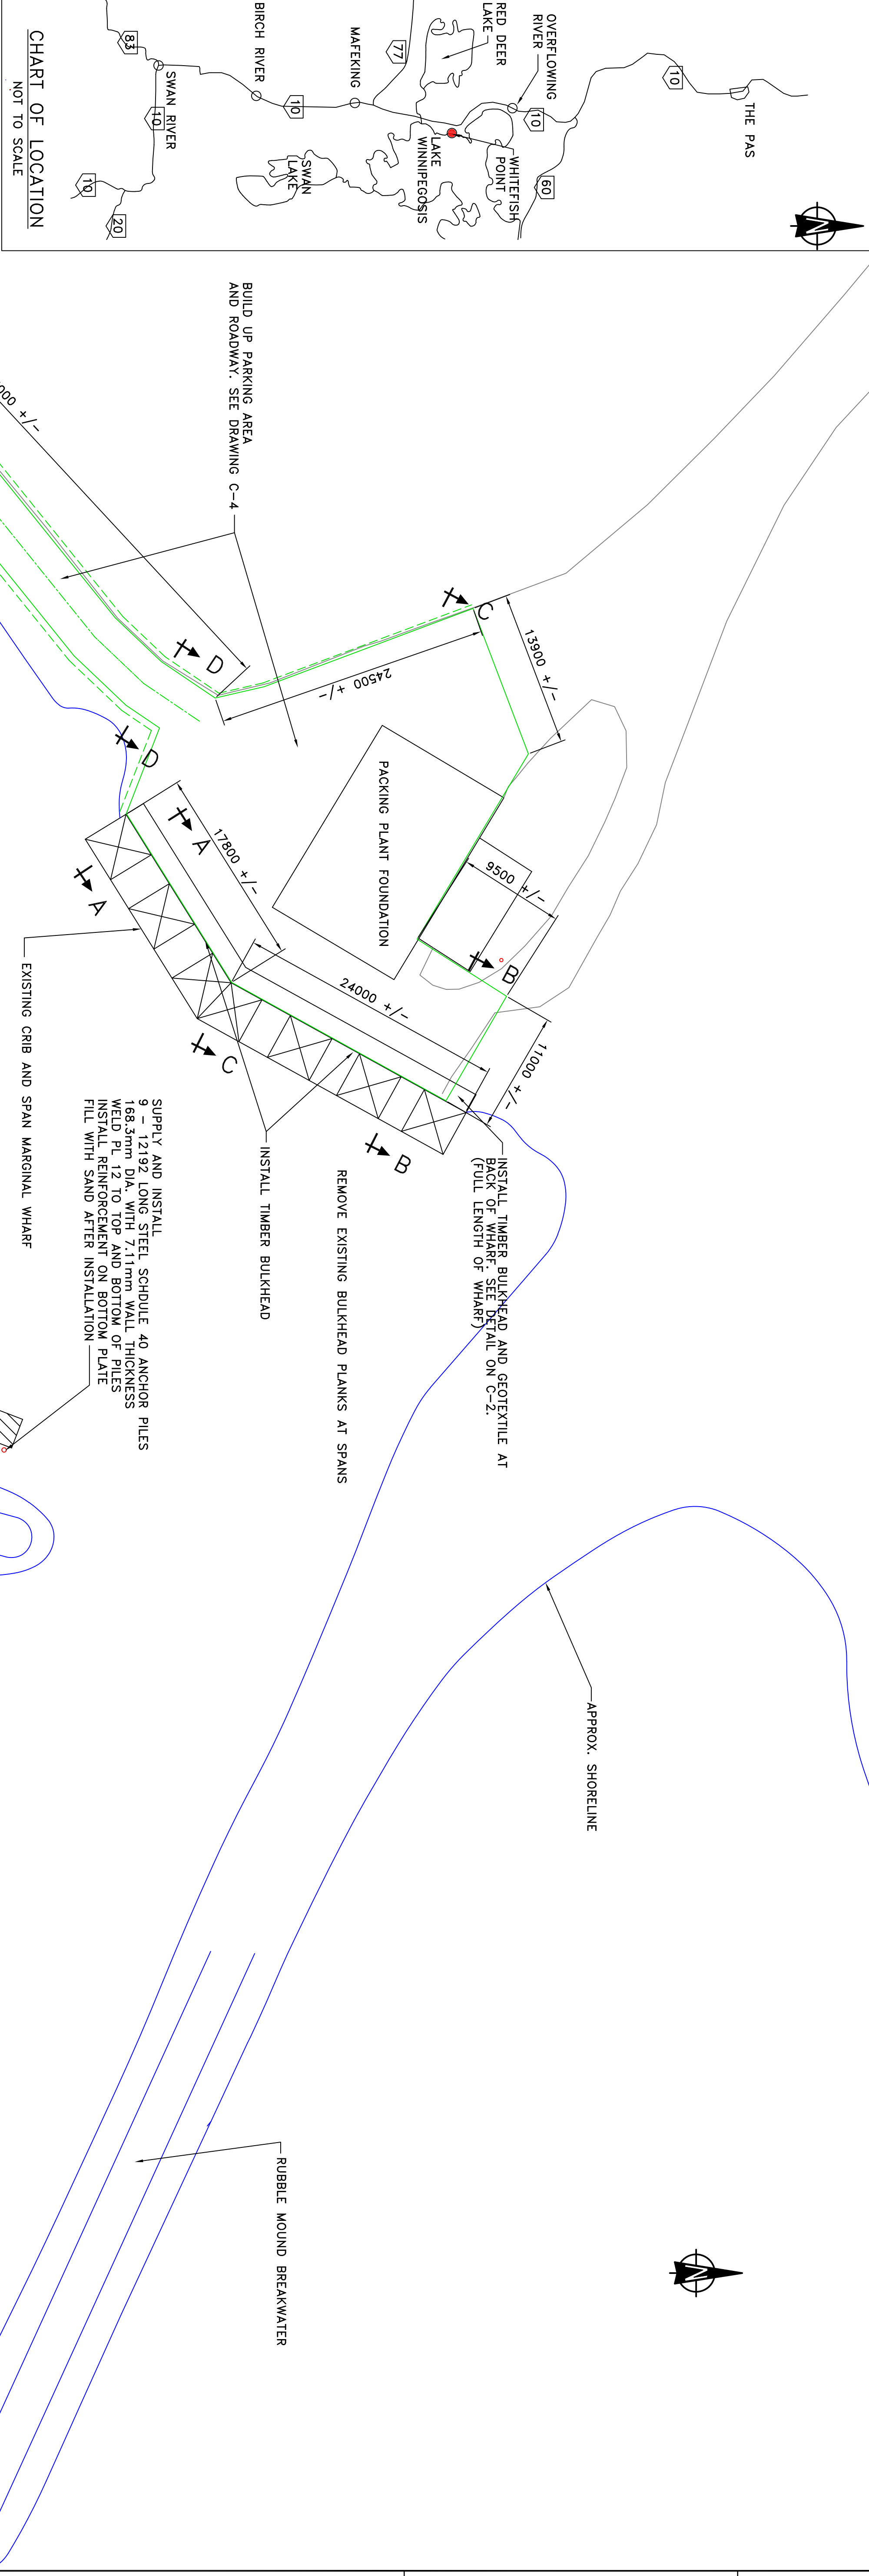 THE PAS
10
OVERFLOWING
RIVER
RED DEER
LAKE
10
60
WHITEFISH
POINT
77
LAKE
WINNIPEGOSIS
MAFEKING
SWAN
LAKE
10
BIRCH RIVER
83
SWAN RIVER
10
10
20
CHART OF LOCATION
NOT TO SCALE
N
BUILD UP PARKING AREA
AND ROADWAY. SEE DRAWING C-4
000 +/-
C
13900 +/-
24500 +/-
D
D
PACKING PLANT FOUNDATION
9500 +/-
B
17800 +/-
A
A
24000 +/-
11000 +/-
C
B
INSTALL TIMBER BULKHEAD AND GEOTEXTILE AT
BACK OF WHARF. SEE DETAIL ON C-2.
(FULL LENGTH OF WHARF)
REMOVE EXISTING BULKHEAD PLANKS AT SPANS
INSTALL TIMBER BULKHEAD
SUPPLY AND INSTALL
9 - 12192 LONG STEEL SCHDULE 40 ANCHOR PILES
168.3mm DIA. WITH 7.11mm WALL THICKNESS
WELD PL 12 TO TOP AND BOTTOM OF PILES
INSTALL REINFORCEMENT ON BOTTOM PLATE
FILL WITH SAND AFTER INSTALLATION
EXISTING CRIB AND SPAN MARGINAL WHARF
APPROX. SHORELINE
RUBBLE MOUND BREAKWATER
N